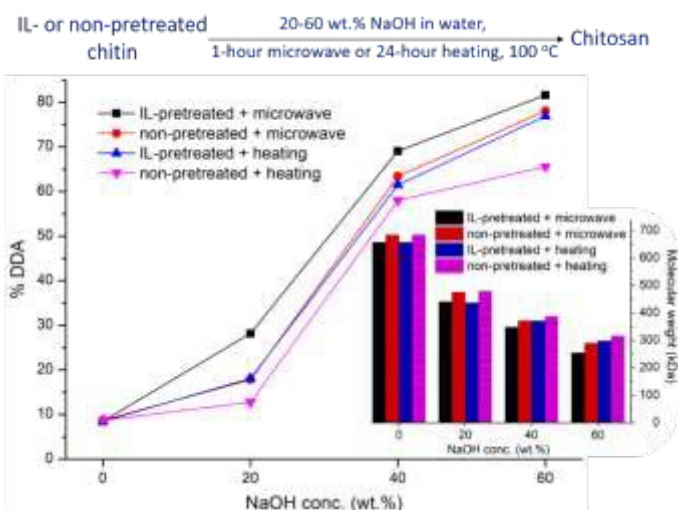 IL- or non-pretreated
chitin
20-60 wt.% NaOH in water,
1-hour microwave or 24-hour heating, 100 °C
Chitosan
80
70
60
50
40
30
20
10
0
% DDA
IL-pretreated + microwave
non-pretreated + microwave
IL-pretreated + heating
non-pretreated + heating
0
20
40
60
NaOH conc. (wt.%)
IL-pretreated + microwave
non-pretreated + microwave
IL-pretreated + heating
non-pretreated + heating
700
600
500
400
300
200
100
0
Molecular weight (kDa)
0
20
40
60
NaOH conc. (wt.%)